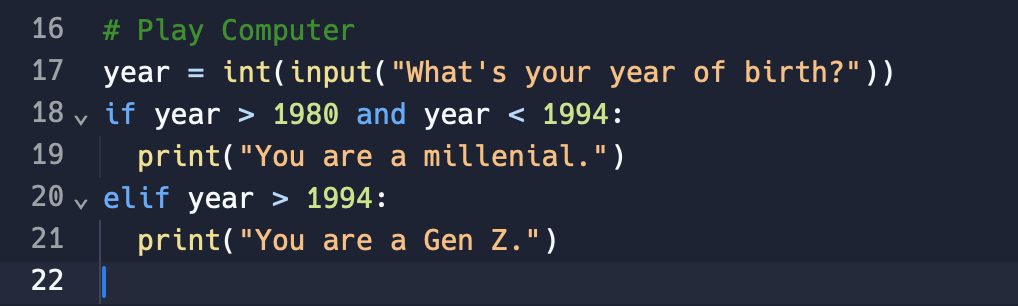 16 # Play Computer
17 year = int(input("What's your year of birth?"))
18 if year > 1980 and year < 1994:
19   print("You are a millenial.")
20 elif year > 1994:
21   print("You are a Gen Z.")
22